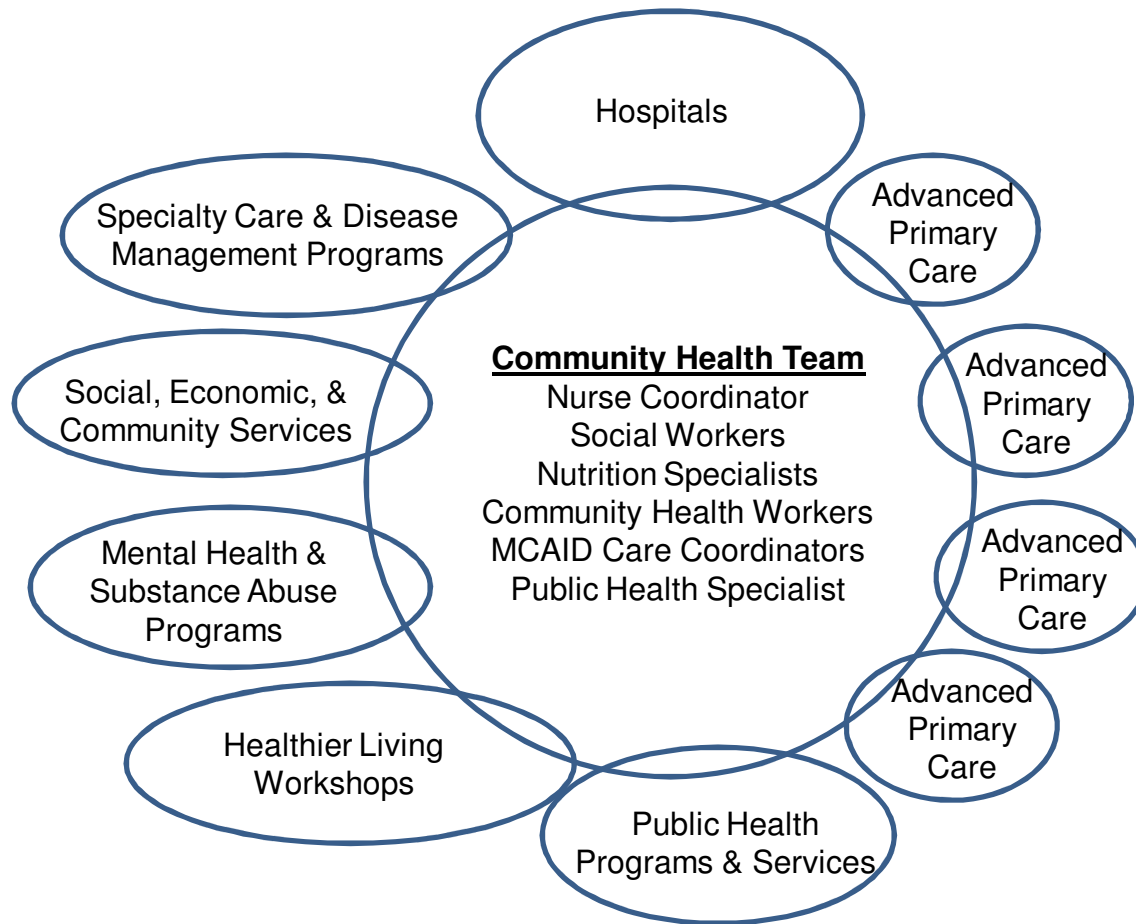 Hospitals
Specialty Care & Disease
Management Programs
Advanced
Primary
Care
Social, Economic, &
Community Services
Community Health Team
Nurse Coordinator
Social Workers
Nutrition Specialists
Community Health Workers
MCAID Care Coordinators
Public Health Specialist
Advanced
Primary
Care
Mental Health &
Substance Abuse
Programs
Advanced
Primary
Care
Healthier Living
Workshops
Advanced
Primary
Care
Public Health
Programs & Services